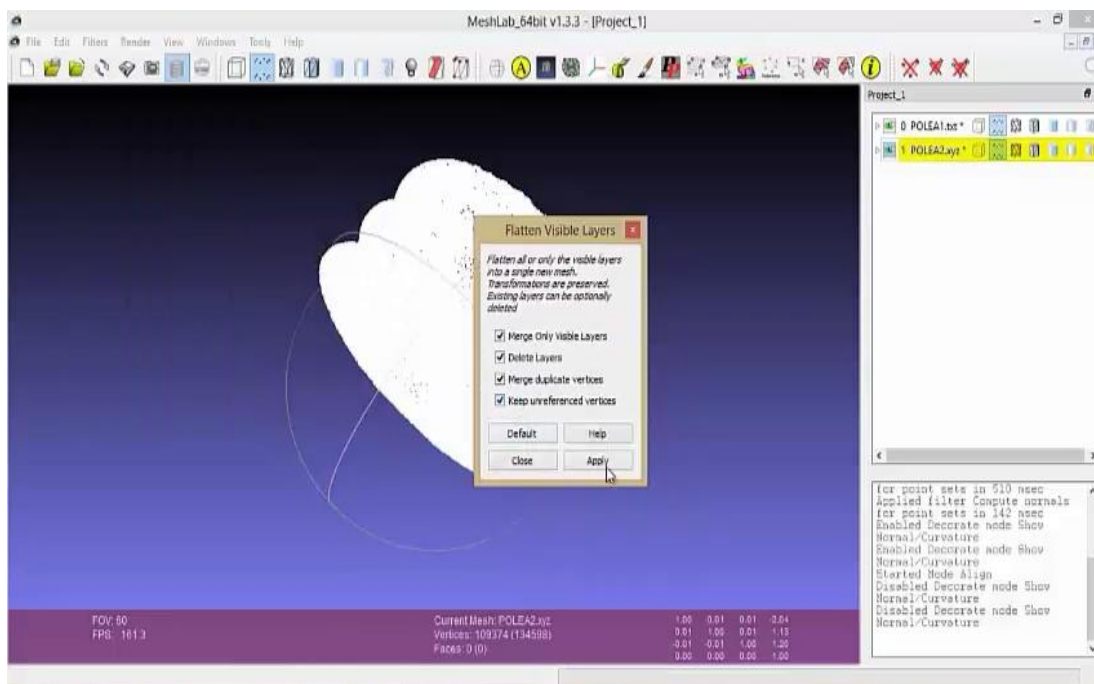 MeshLab_64bit v1.3.3 - [Project_1]
File Edit Filters Render View Windows Tools Help
Project_1
0 POLEA1.txt *
1 POLEA2.xyz *
Flatten Visible Layers
Flatten all or only the visible layers
into a single new mesh.
Transformations are preserved.
Existing layers can be optionally
deleted
Merge Only Visible Layers
Delete Layers
Merge duplicate vertices
Keep unreferenced vertices
Default Help
Close Apply
for point sets in 510 msec
Applied filter Compute normals
for point sets in 142 msec
Enabled Decorate mode Show
Normal/Curvature
Enabled Decorate mode Show
Normal/Curvature
Started Mode Align
Disabled Decorate mode Show
Normal/Curvature
Disabled Decorate mode Show
Normal/Curvature
FOV: 60
FPS: 161.3
Current Mesh: POLEA2.xyz
Vertices: 109374 (134598)
Faces: 0 (0)
1.00 0.01 0.01 -2.04
0.01 1.00 0.01 1.13
-0.01 -0.01 1.00 1.20
0.00 0.00 0.00 1.00